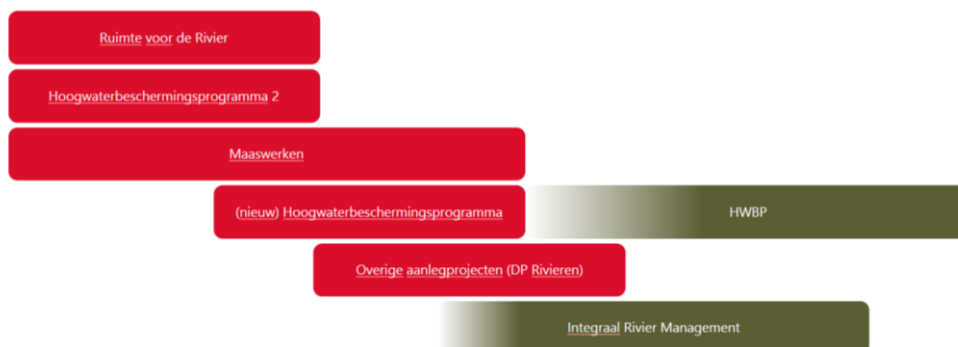 Ruimte voor de Rivier
Hoogwaterbeschermingsprogramma 2
Maaswerken
(nieuw) Hoogwaterbeschermingsprogramma
HWBP
Overige aanlegprojecten (DP Rivieren)
Integraal Rivier Management